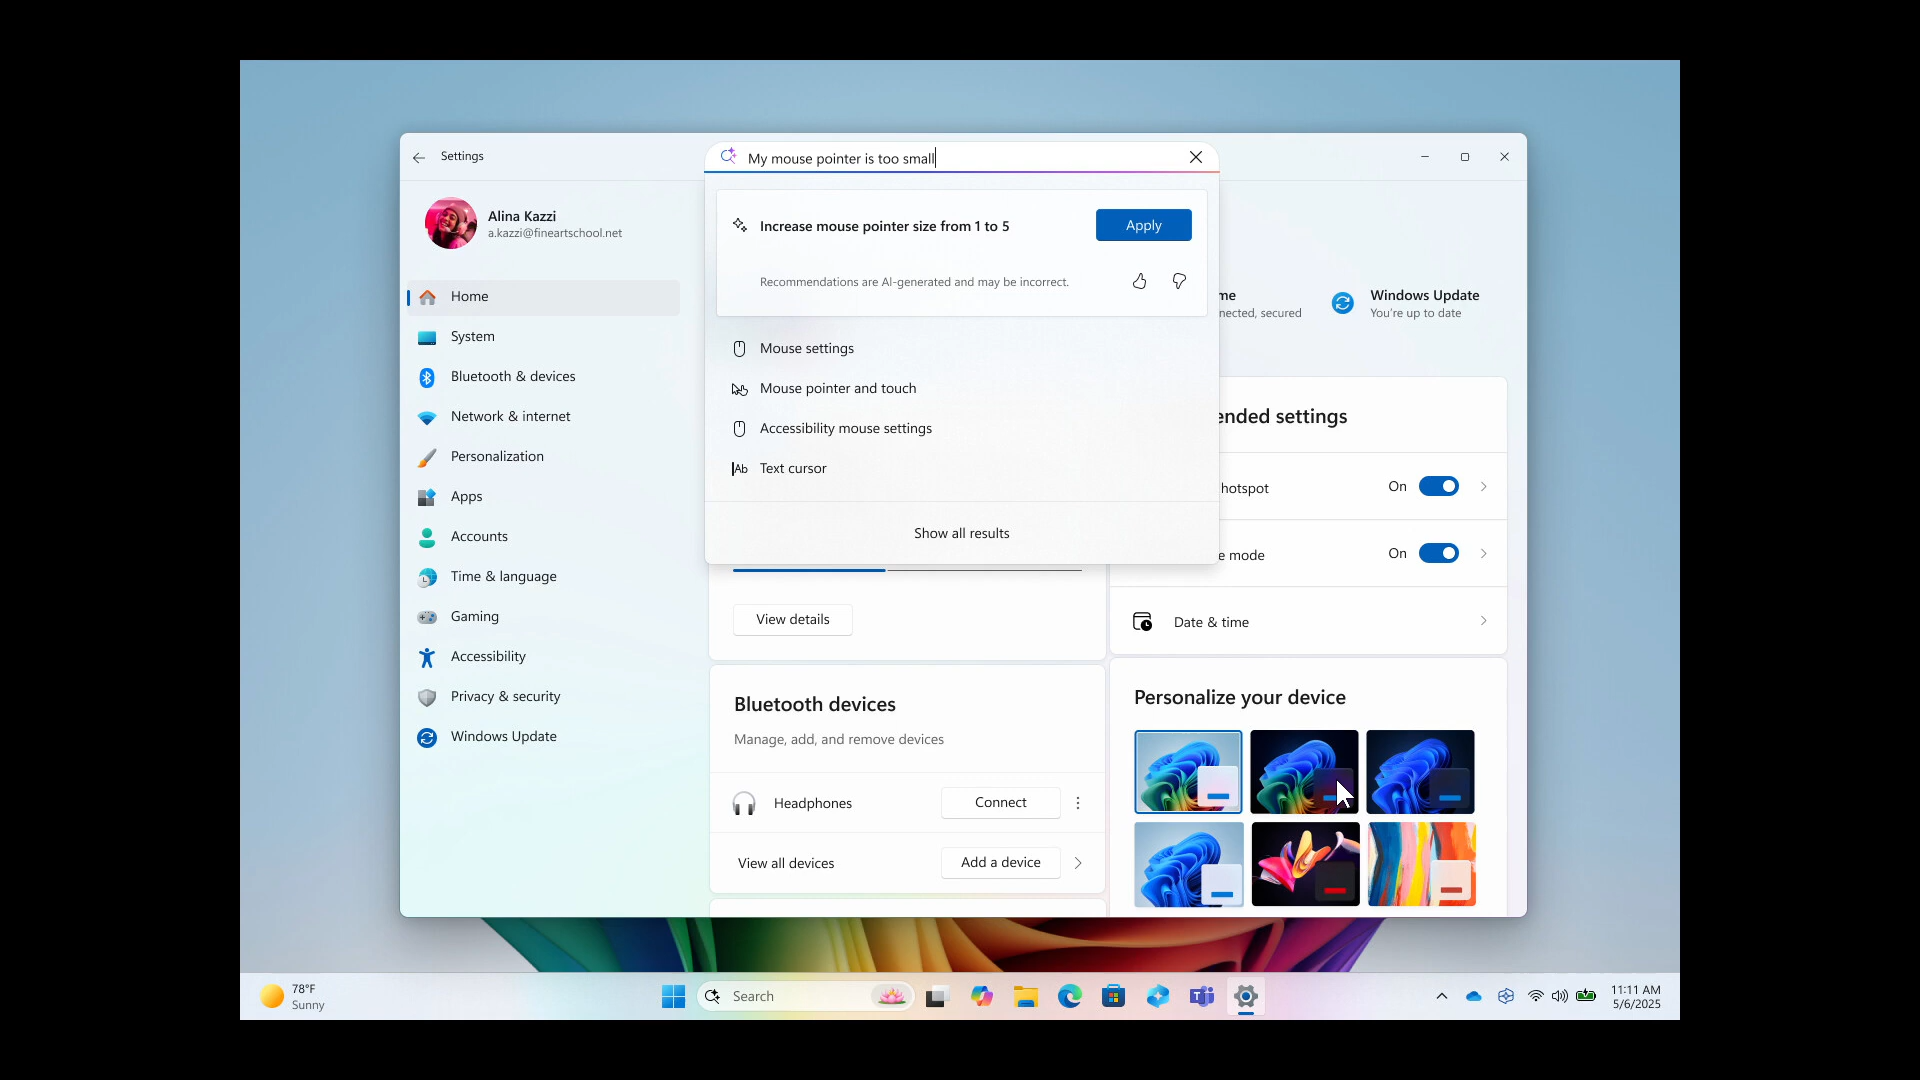 Settings
My mouse pointer is too small
Alina Kazzi
a.kazzi@fineartschool.net
Home
System
Bluetooth & devices
Network & internet
Personalization
Apps
Accounts
Time & language
Gaming
Accessibility
Privacy & security
Windows Update
Increase mouse pointer size from 1 to 5
Apply
Recommendations are AI-generated and may be incorrect.
Mouse settings
Mouse pointer and touch
Accessibility mouse settings
Ab Text cursor
Show all results
me
nected, secured
Windows Update
You're up to date
ended settings
hotspot On
e mode On
Date & time
View details
Bluetooth devices
Manage, add, and remove devices
Headphones Connect
View all devices Add a device
Personalize your device
78°F
Sunny
Search
11:11 AM
5/6/2025